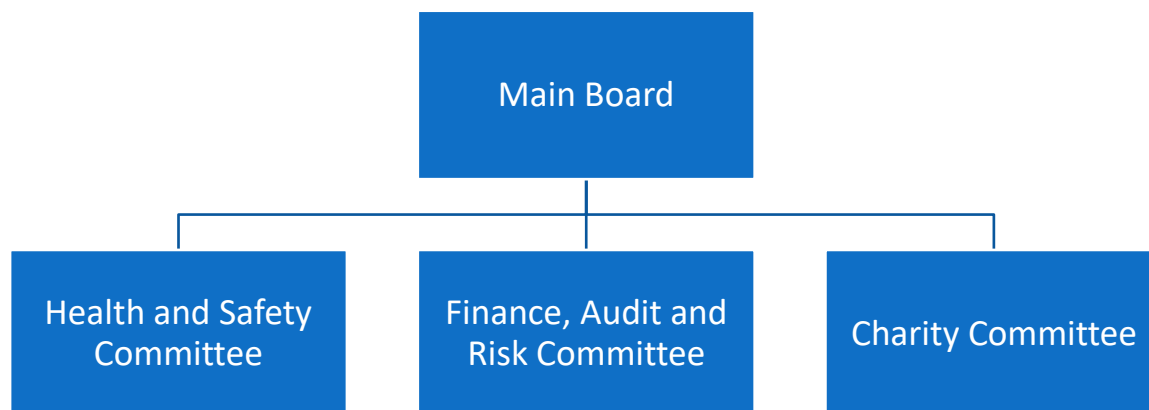 Main Board
Health and Safety
Committee
Finance, Audit and
Risk Committee
Charity Committee